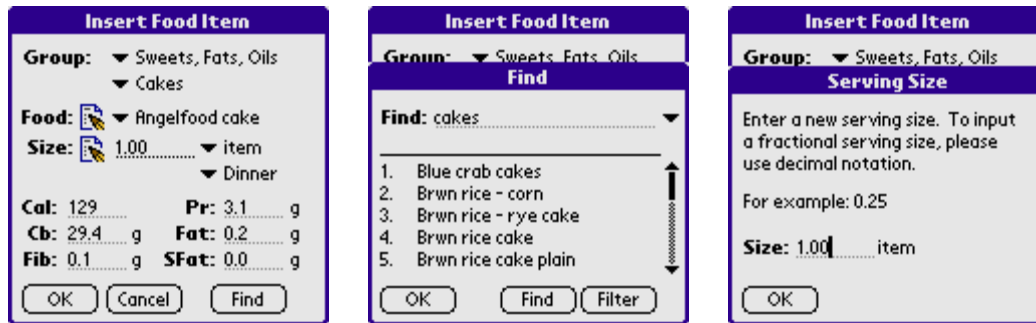 Insert Food Item
Group: Sweets, Fats, Oils
Cakes
Food: Angelfood cake
Size: 1.00 item
Dinner
Cal: 129 Pr: 3.1 g
Cb: 29.4 g Fat: 0.2 g
Fib: 0.1 g SFat: 0.0 g
OK Cancel Find
Insert Food Item
Group: Sweets, Fats, Oils
Find
Find: cakes
1. Blue crab cakes
2. Brwn rice - corn
3. Brwn rice - rye cake
4. Brwn rice cake
5. Brwn rice cake plain
OK Find Filter
Insert Food Item
Group: Sweets, Fats, Oils
Serving Size
Enter a new serving size. To input
a fractional serving size, please
use decimal notation.
For example: 0.25
Size: 1.00 item
OK